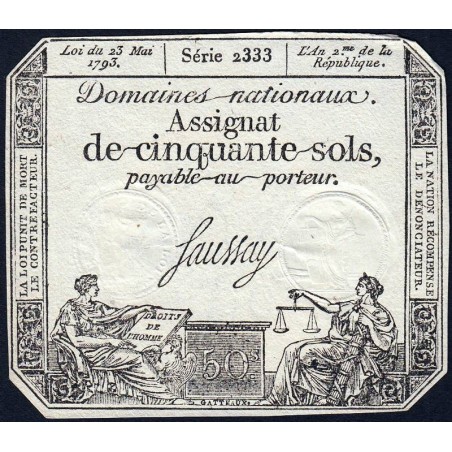 Loi du 23 Mai
1793.
Série 2333
L'An 2.me de la
République.
Domaines nationaux.
Assignat
de cinquante sols,
payable au porteur.
LA LOI PUNIT DE MORT
LE CONTREFACTEUR.
LA NATION RÉCOMPENSE
LE DÉNONCIATEUR.
Saussay
DROITS
DE
L'HOMME
50s
GATTEAUX